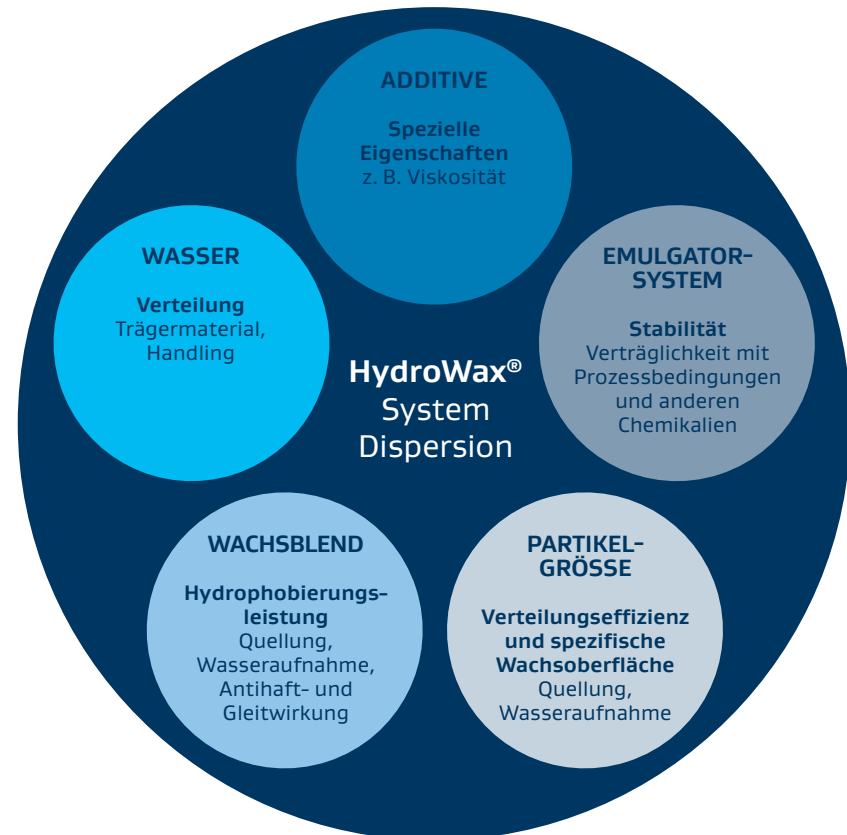 ADDITIVE
Spezielle
Eigenschaften
z. B. Viskosität
WASSER
Verteilung
Trägermaterial,
Handling
EMULGATOR-
SYSTEM
Stabilität
Verträglichkeit mit
Prozessbedingungen
und anderen
Chemikalien
HydroWax®
System
Dispersion
WACHSBLEND
Hydrophobierungs-
leistung
Quellung,
Wasseraufnahme,
Antihaft- und
Gleitwirkung
PARTIKEL-
GRÖSSE
Verteilungseffizienz
und spezifische
Wachsoberfläche
Quellung,
Wasseraufnahme